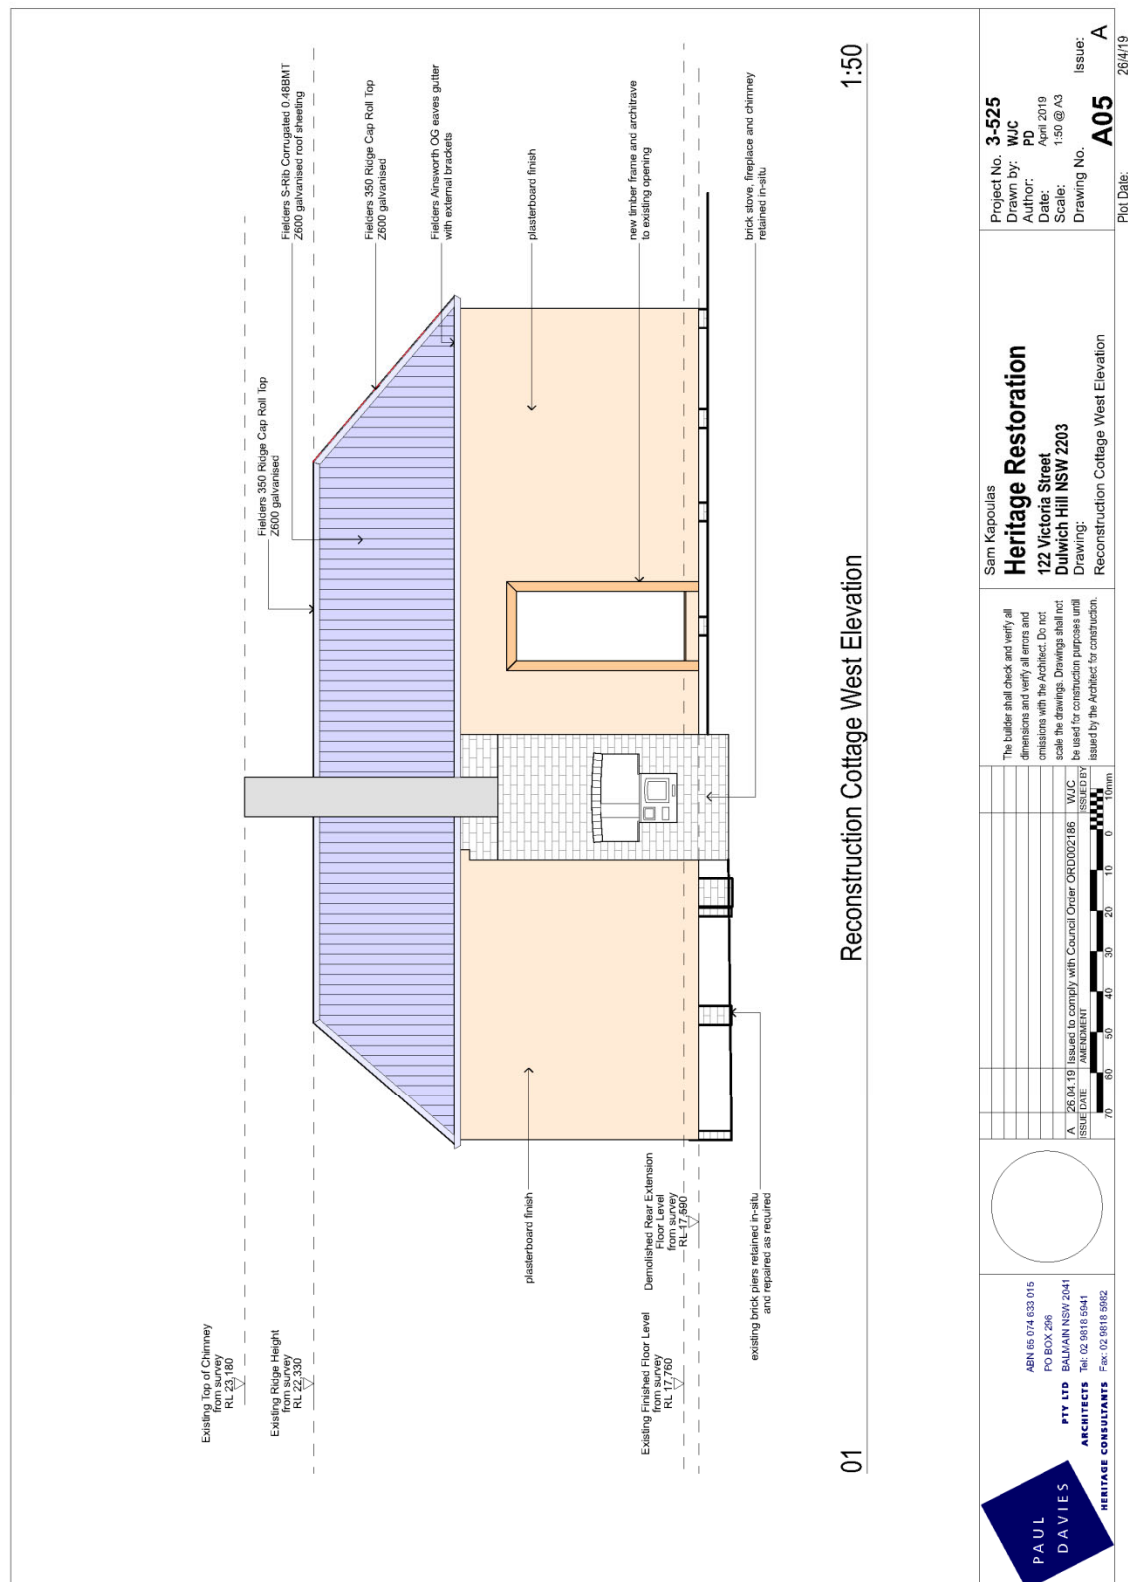 Existing Top of Chimney
from survey
RL 23,180
Existing Ridge Height
from survey
RL 22,330
Existing Finished Floor Level
from survey
RL 17,760
Demolished Rear Extension
Floor Level
from survey
RL 17,590
plasterboard finish
existing brick piers retained in-situ
and repaired as required
Fielders 350 Ridge Cap Roll Top
Z600 galvanised
Fielders S-Rib Corrugated 0.48BMT
Z600 galvanised roof sheeting
Fielders 350 Ridge Cap Roll Top
Z600 galvanised
Fielders Ainsworth OG eaves gutter
with external brackets
plasterboard finish
new timber frame and architrave
to existing opening
brick stove, fireplace and chimney
retained in-situ
01
Reconstruction Cottage West Elevation
1:50
PAUL
DAVIES
PTY LTD
ARCHITECTS
HERITAGE CONSULTANTS
ABN 65 074 633 015
PO BOX 296
BALMAIN NSW 2041
Tel: 02 9818 5941
Fax: 02 9818 5982
A 26.04.19 Issued to comply with Council Order ORD002186 WJC
ISSUE DATE AMENDMENT ISSUED BY
70 60 50 40 30 20 10 0 10mm
The builder shall check and verify all
dimensions and verify all errors and
omissions with the Architect. Do not
scale the drawings. Drawings shall not
be used for construction purposes until
issued by the Architect for construction.
Sam Kapoulas
Heritage Restoration
122 Victoria Street
Dulwich Hill NSW 2203
Drawing:
Reconstruction Cottage West Elevation
Project No. 3-525
Drawn by: WJC
Author: PD
Date: April 2019
Scale: 1:50 @ A3
Drawing No. Issue:
A05 A
Plot Date: 26/4/19